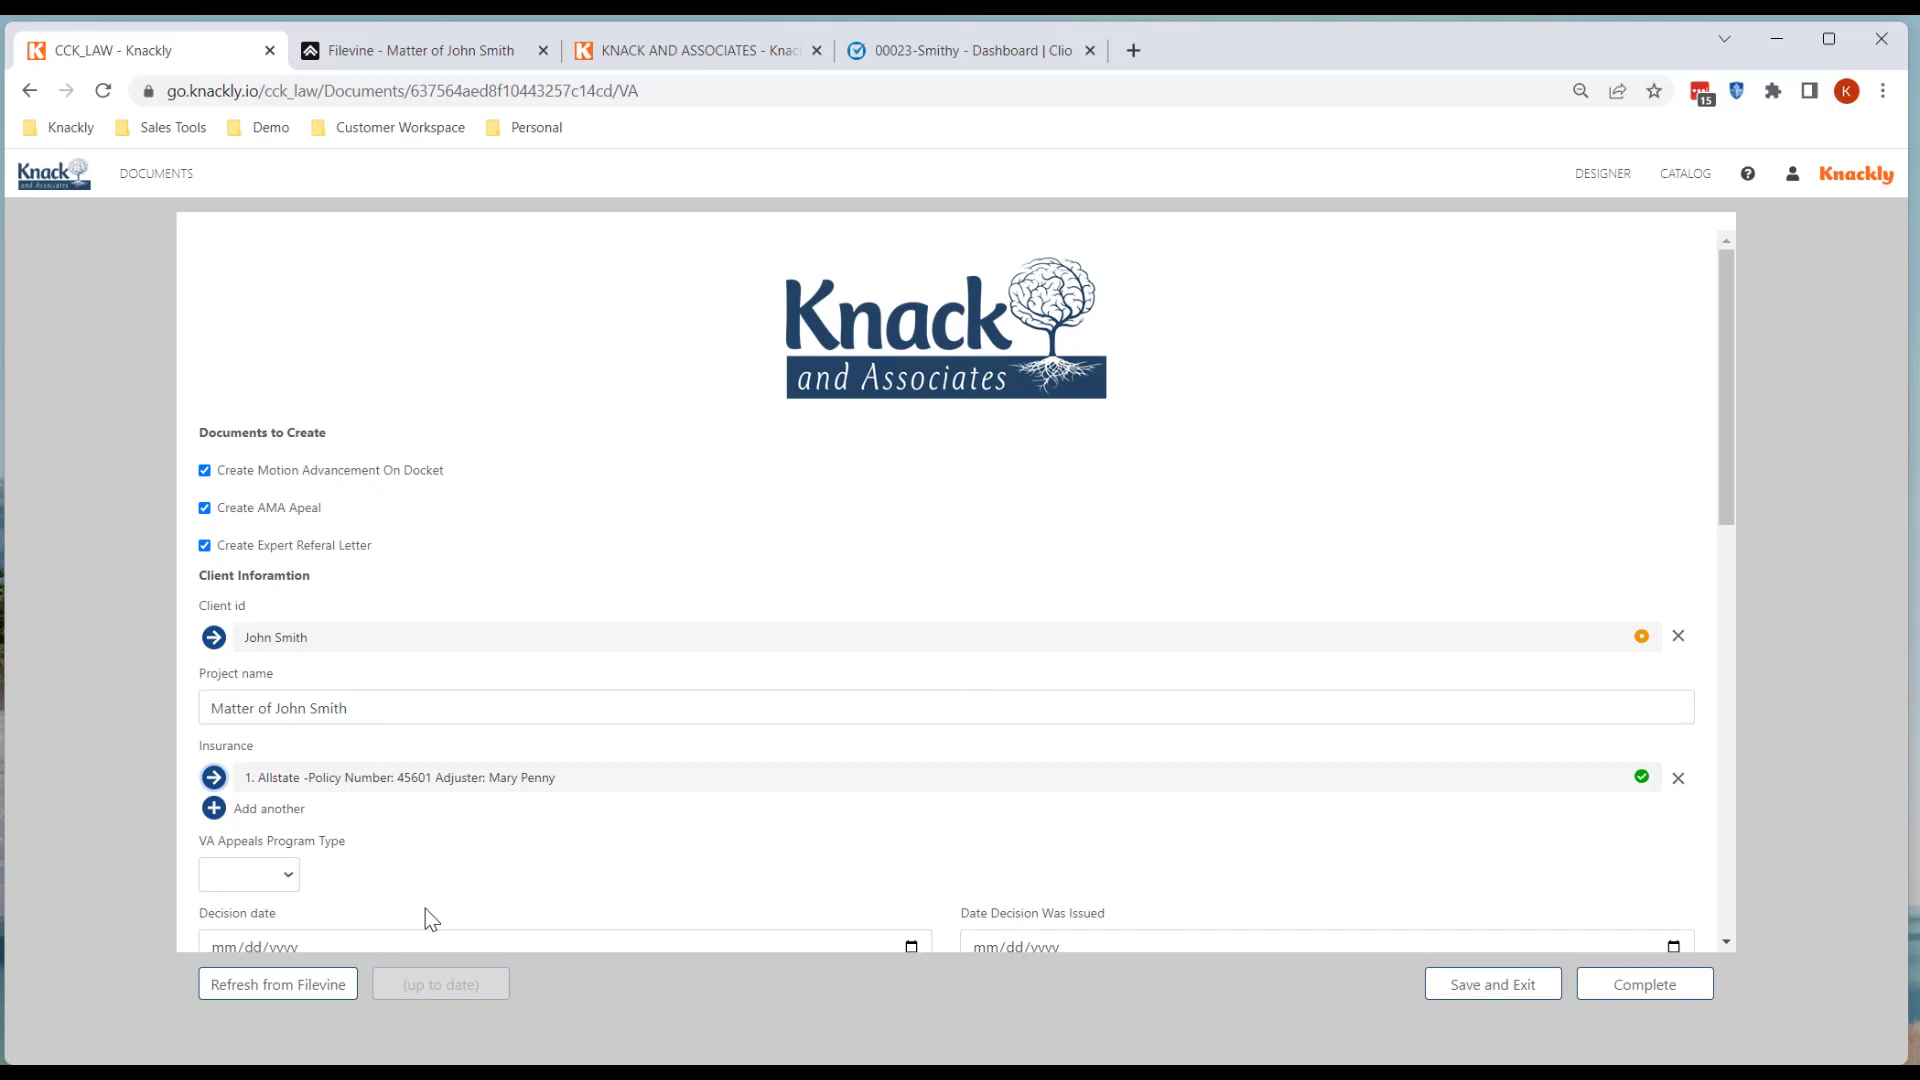 CCK_LAW - Knackly
Filevine - Matter of John Smith
KNACK AND ASSOCIATES - Knac
00023-Smithy - Dashboard | Clio
go.knackly.io/cck_law/Documents/637564aed8f10443257c14cd/VA
15
K
Knackly
Sales Tools
Demo
Customer Workspace
Personal
Knack
and Associates
DOCUMENTS
DESIGNER
CATALOG
?
Knackly
Knack
and Associates
Documents to Create
Create Motion Advancement On Docket
Create AMA Apeal
Create Expert Referal Letter
Client Inforamtion
Client id
John Smith
Project name
Matter of John Smith
Insurance
1. Allstate -Policy Number: 45601 Adjuster: Mary Penny
Add another
VA Appeals Program Type
Decision date
Date Decision Was Issued
mm/dd/yyyy
mm/dd/yyyy
Refresh from Filevine
(up to date)
Save and Exit
Complete